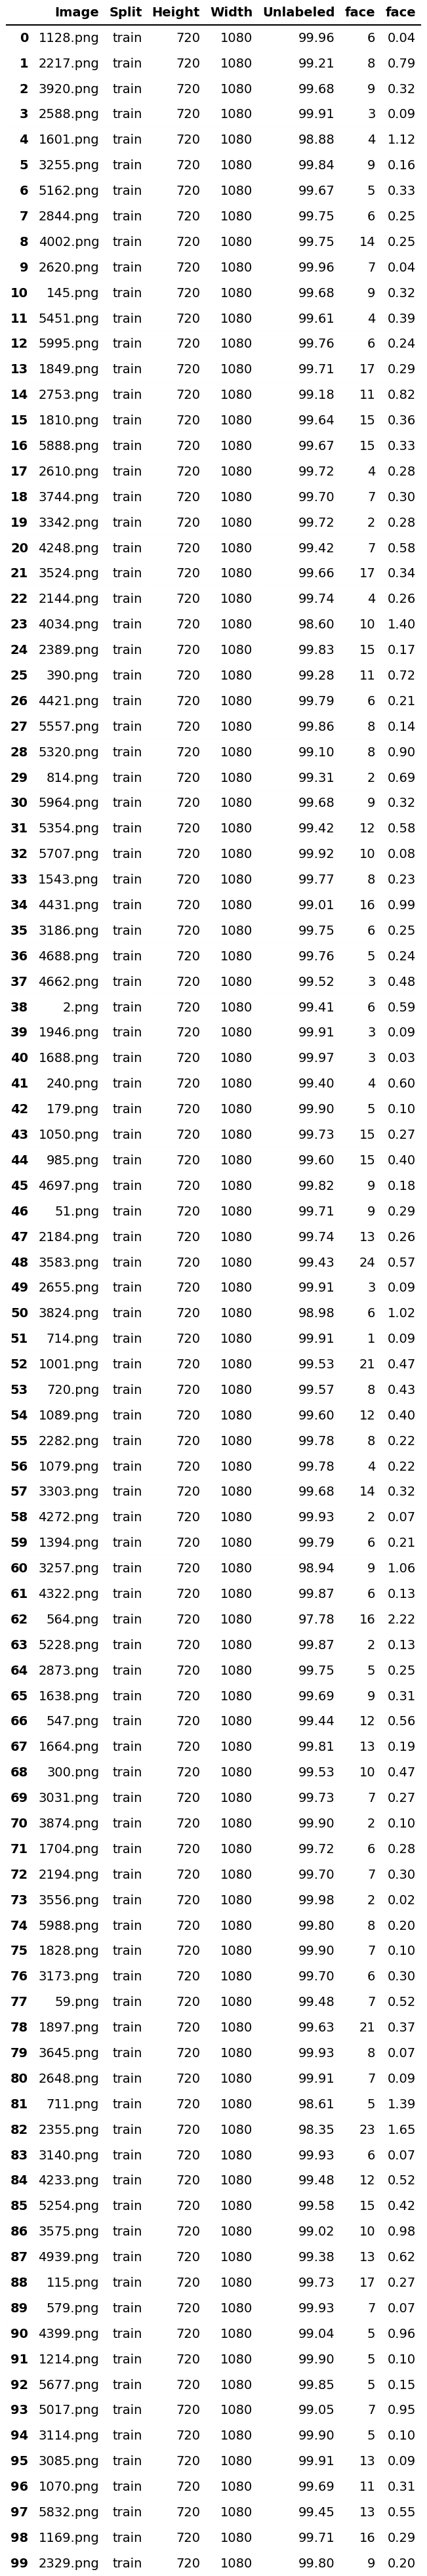 Image Split Height Width Unlabeled face face
0 1128.png train 720 1080 99.96 6 0.04
1 2217.png train 720 1080 99.21 8 0.79
2 3920.png train 720 1080 99.68 9 0.32
3 2588.png train 720 1080 99.91 3 0.09
4 1601.png train 720 1080 98.88 4 1.12
5 3255.png train 720 1080 99.84 9 0.16
6 5162.png train 720 1080 99.67 5 0.33
7 2844.png train 720 1080 99.75 6 0.25
8 4002.png train 720 1080 99.75 14 0.25
9 2620.png train 720 1080 99.96 7 0.04
10 145.png train 720 1080 99.68 9 0.32
11 5451.png train 720 1080 99.61 4 0.39
12 5995.png train 720 1080 99.76 6 0.24
13 1849.png train 720 1080 99.71 17 0.29
14 2753.png train 720 1080 99.18 11 0.82
15 1810.png train 720 1080 99.64 15 0.36
16 5888.png train 720 1080 99.67 15 0.33
17 2610.png train 720 1080 99.72 4 0.28
18 3744.png train 720 1080 99.70 7 0.30
19 3342.png train 720 1080 99.72 2 0.28
20 4248.png train 720 1080 99.42 7 0.58
21 3524.png train 720 1080 99.66 17 0.34
22 2144.png train 720 1080 99.74 4 0.26
23 4034.png train 720 1080 98.60 10 1.40
24 2389.png train 720 1080 99.83 15 0.17
25 390.png train 720 1080 99.28 11 0.72
26 4421.png train 720 1080 99.79 6 0.21
27 5557.png train 720 1080 99.86 8 0.14
28 5320.png train 720 1080 99.10 8 0.90
29 814.png train 720 1080 99.31 2 0.69
30 5964.png train 720 1080 99.68 9 0.32
31 5354.png train 720 1080 99.42 12 0.58
32 5707.png train 720 1080 99.92 10 0.08
33 1543.png train 720 1080 99.77 8 0.23
34 4431.png train 720 1080 99.01 16 0.99
35 3186.png train 720 1080 99.75 6 0.25
36 4688.png train 720 1080 99.76 5 0.24
37 4662.png train 720 1080 99.52 3 0.48
38 2.png train 720 1080 99.41 6 0.59
39 1946.png train 720 1080 99.91 3 0.09
40 1688.png train 720 1080 99.97 3 0.03
41 240.png train 720 1080 99.40 4 0.60
42 179.png train 720 1080 99.90 5 0.10
43 1050.png train 720 1080 99.73 15 0.27
44 985.png train 720 1080 99.60 15 0.40
45 4697.png train 720 1080 99.82 9 0.18
46 51.png train 720 1080 99.71 9 0.29
47 2184.png train 720 1080 99.74 13 0.26
48 3583.png train 720 1080 99.43 24 0.57
49 2655.png train 720 1080 99.91 3 0.09
50 3824.png train 720 1080 98.98 6 1.02
51 714.png train 720 1080 99.91 1 0.09
52 1001.png train 720 1080 99.53 21 0.47
53 720.png train 720 1080 99.57 8 0.43
54 1089.png train 720 1080 99.60 12 0.40
55 2282.png train 720 1080 99.78 8 0.22
56 1079.png train 720 1080 99.78 4 0.22
57 3303.png train 720 1080 99.68 14 0.32
58 4272.png train 720 1080 99.93 2 0.07
59 1394.png train 720 1080 99.79 6 0.21
60 3257.png train 720 1080 98.94 9 1.06
61 4322.png train 720 1080 99.87 6 0.13
62 564.png train 720 1080 97.78 16 2.22
63 5228.png train 720 1080 99.87 2 0.13
64 2873.png train 720 1080 99.75 5 0.25
65 1638.png train 720 1080 99.69 9 0.31
66 547.png train 720 1080 99.44 12 0.56
67 1664.png train 720 1080 99.81 13 0.19
68 300.png train 720 1080 99.53 10 0.47
69 3031.png train 720 1080 99.73 7 0.27
70 3874.png train 720 1080 99.90 2 0.10
71 1704.png train 720 1080 99.72 6 0.28
72 2194.png train 720 1080 99.70 7 0.30
73 3556.png train 720 1080 99.98 2 0.02
74 5988.png train 720 1080 99.80 8 0.20
75 1828.png train 720 1080 99.90 7 0.10
76 3173.png train 720 1080 99.70 6 0.30
77 59.png train 720 1080 99.48 7 0.52
78 1897.png train 720 1080 99.63 21 0.37
79 3645.png train 720 1080 99.93 8 0.07
80 2648.png train 720 1080 99.91 7 0.09
81 711.png train 720 1080 98.61 5 1.39
82 2355.png train 720 1080 98.35 23 1.65
83 3140.png train 720 1080 99.93 6 0.07
84 4233.png train 720 1080 99.48 12 0.52
85 5254.png train 720 1080 99.58 15 0.42
86 3575.png train 720 1080 99.02 10 0.98
87 4939.png train 720 1080 99.38 13 0.62
88 115.png train 720 1080 99.73 17 0.27
89 579.png train 720 1080 99.93 7 0.07
90 4399.png train 720 1080 99.04 5 0.96
91 1214.png train 720 1080 99.90 5 0.10
92 5677.png train 720 1080 99.85 5 0.15
93 5017.png train 720 1080 99.05 7 0.95
94 3114.png train 720 1080 99.90 5 0.10
95 3085.png train 720 1080 99.91 13 0.09
96 1070.png train 720 1080 99.69 11 0.31
97 5832.png train 720 1080 99.45 13 0.55
98 1169.png train 720 1080 99.71 16 0.29
99 2329.png train 720 1080 99.80 9 0.20